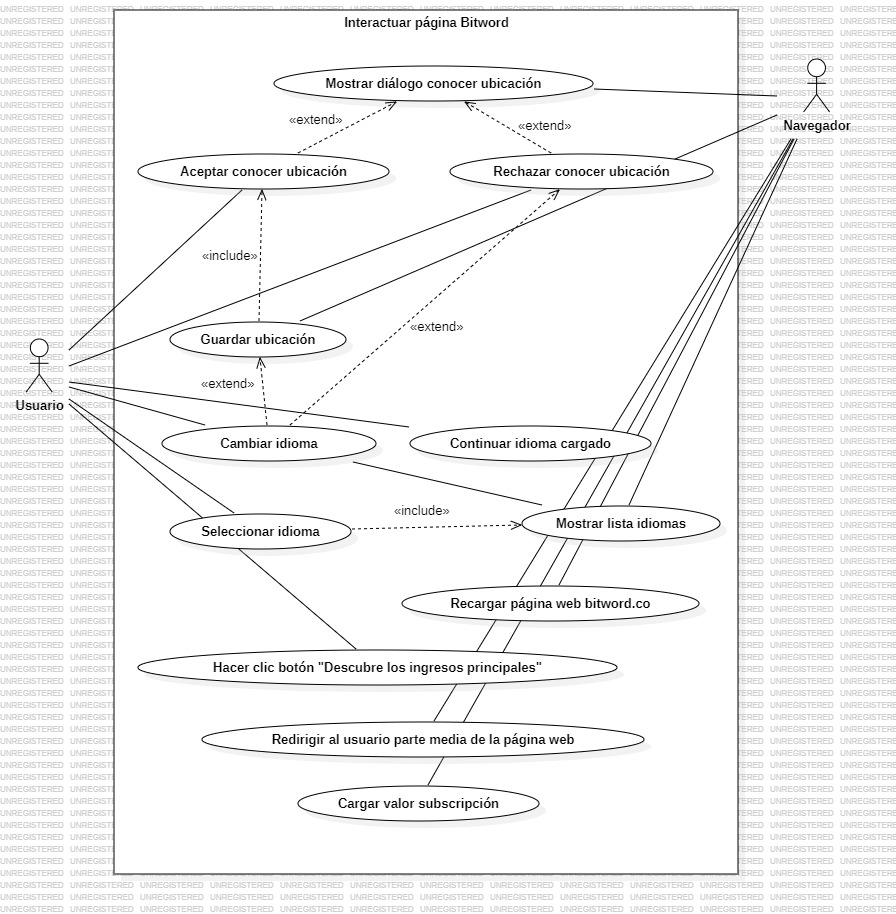 Interactuar página Bitword
Mostrar diálogo conocer ubicación
«extend»
«extend»
Navegador
Aceptar conocer ubicación
Rechazar conocer ubicación
«include»
«extend»
Guardar ubicación
«extend»
Usuario
Cambiar idioma
Continuar idioma cargado
«include»
Seleccionar idioma
Mostrar lista idiomas
Recargar página web bitword.co
Hacer clic botón "Descubre los ingresos principales"
Redirigir al usuario parte media de la página web
Cargar valor subscripción
UNREGISTERED